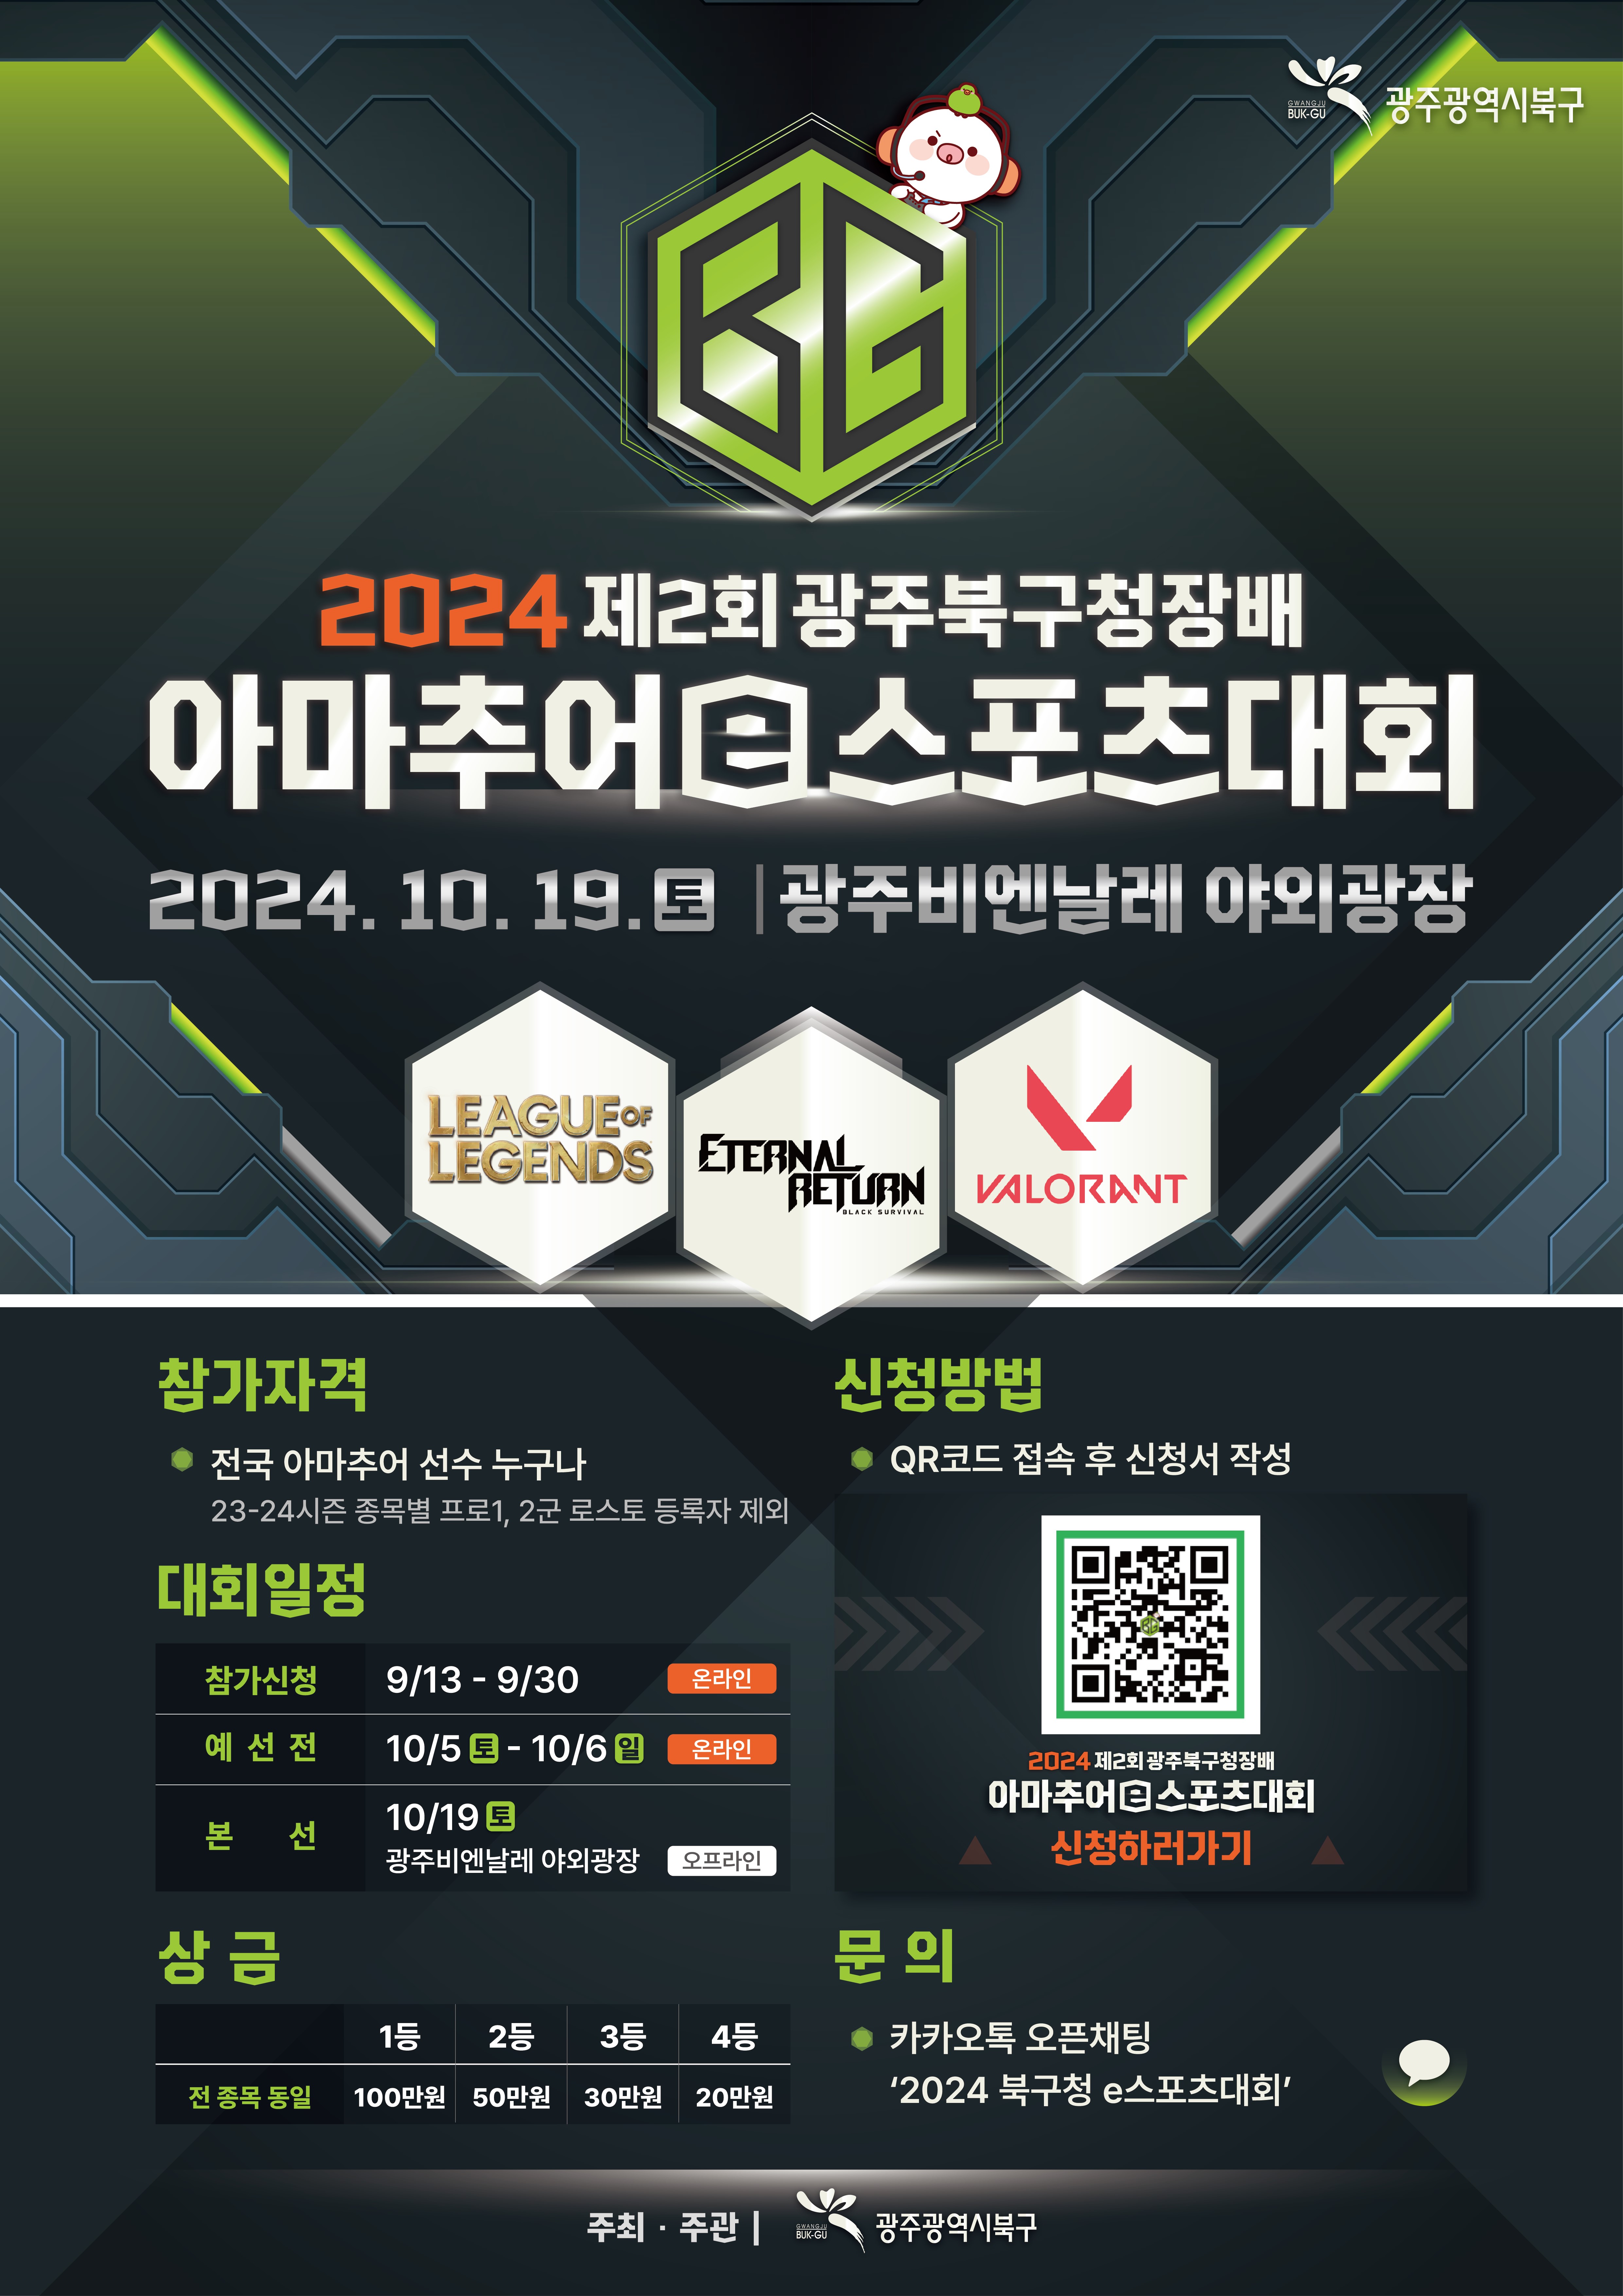 GWANGJU
BUK-GU
광주광역시북구
BG
2024 제2회 광주북구청장배
아마추어e스포츠대회
2024. 10. 19. 토 | 광주비엔날레 야외광장
LEAGUE OF
LEGENDS
ETERNAL
RETURN
BLACK SURVIVAL
VALORANT
참가자격
전국 아마추어 선수 누구나
23-24시즌 종목별 프로1, 2군 로스토 등록자 제외
대회일정
참가신청 9/13 - 9/30 온라인
예 선 전 10/5 토 - 10/6 일 온라인
본 선 10/19 토
광주비엔날레 야외광장 오프라인
상 금
1등 2등 3등 4등
전 종목 동일 100만원 50만원 30만원 20만원
신청방법
QR코드 접속 후 신청서 작성
BG
2024 제2회 광주북구청장배
아마추어e스포츠대회
신청하러가기
문 의
카카오톡 오픈채팅
‘2024 북구청 e스포츠대회’
주최 · 주관 |
GWANGJU
BUK-GU
광주광역시북구